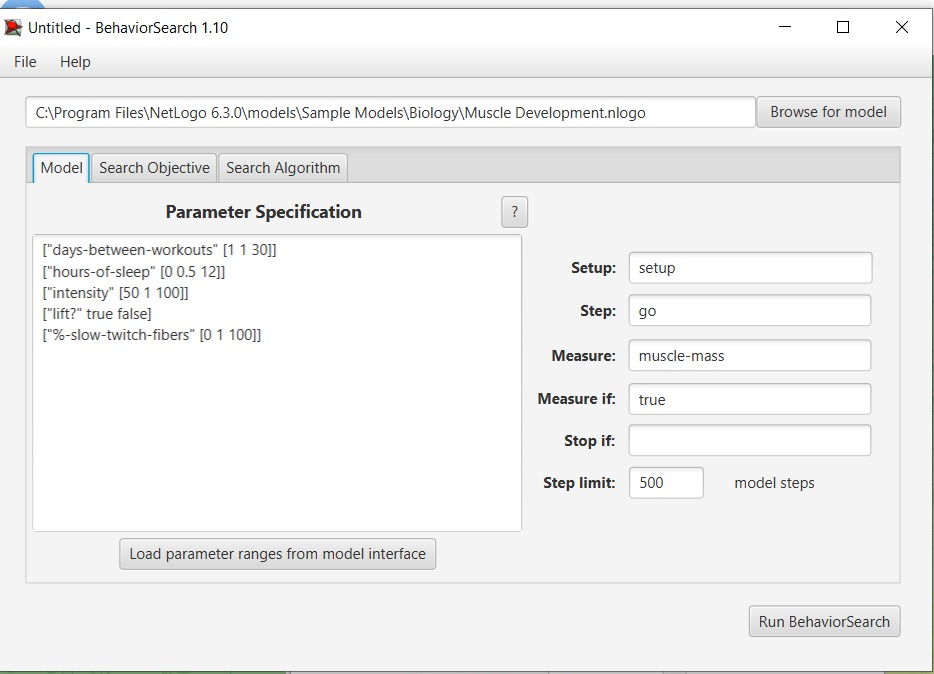 Untitled - BehaviorSearch 1.10
File Help
C:\Program Files\NetLogo 6.3.0\models\Sample Models\Biology\Muscle Development.nlogo Browse for model
Model Search Objective Search Algorithm
Parameter Specification ?
["days-between-workouts" [1 1 30]]
["hours-of-sleep" [0 0.5 12]]
["intensity" [50 1 100]]
["lift?" true false]
["%-slow-twitch-fibers" [0 1 100]]
Setup: setup
Step: go
Measure: muscle-mass
Measure if: true
Stop if:
Step limit: 500 model steps
Load parameter ranges from model interface
Run BehaviorSearch